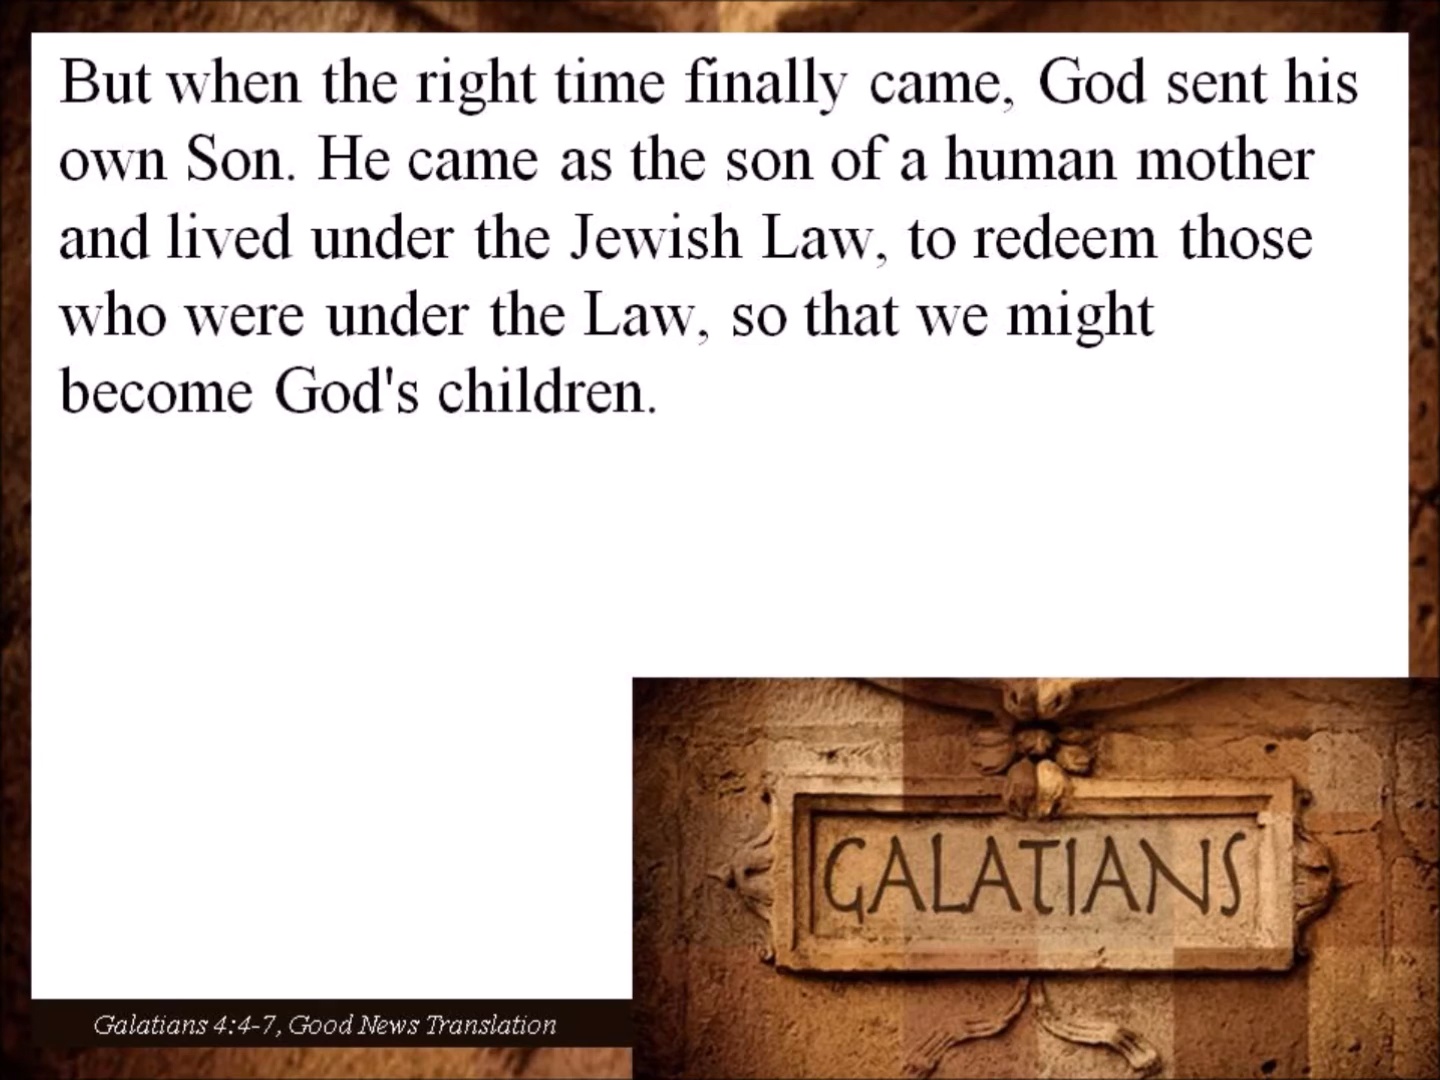 But when the right time finally came, God sent his
own Son. He came as the son of a human mother
and lived under the Jewish Law, to redeem those
who were under the Law, so that we might
become God's children.
GALATIANS
Galatians 4:4-7, Good News Translation